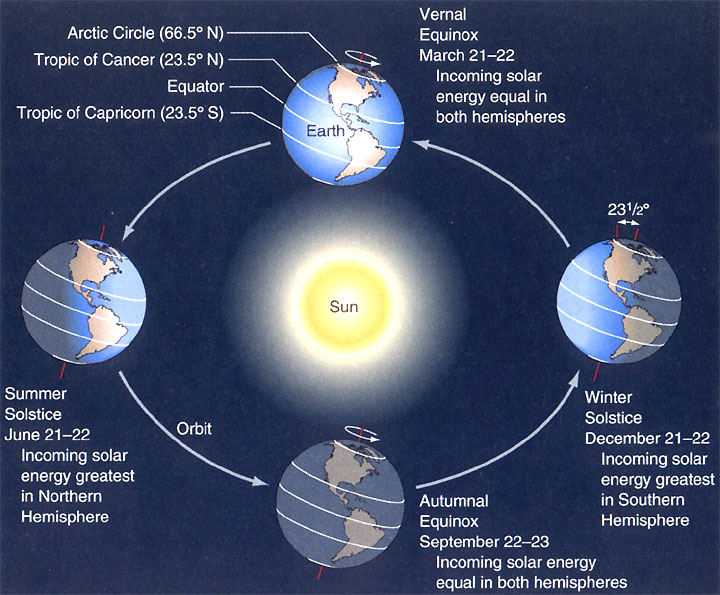 Arctic Circle (66.5° N)
Tropic of Cancer (23.5° N)
Equator
Tropic of Capricorn (23.5° S)
Earth
Vernal
Equinox
March 21–22
Incoming solar
energy equal in
both hemispheres
23 1/2°
Sun
Summer
Solstice
June 21–22
Incoming solar
energy greatest
in Northern
Hemisphere
Orbit
Winter
Solstice
December 21–22
Incoming solar
energy greatest
in Southern
Hemisphere
Autumnal
Equinox
September 22–23
Incoming solar energy
equal in both hemispheres